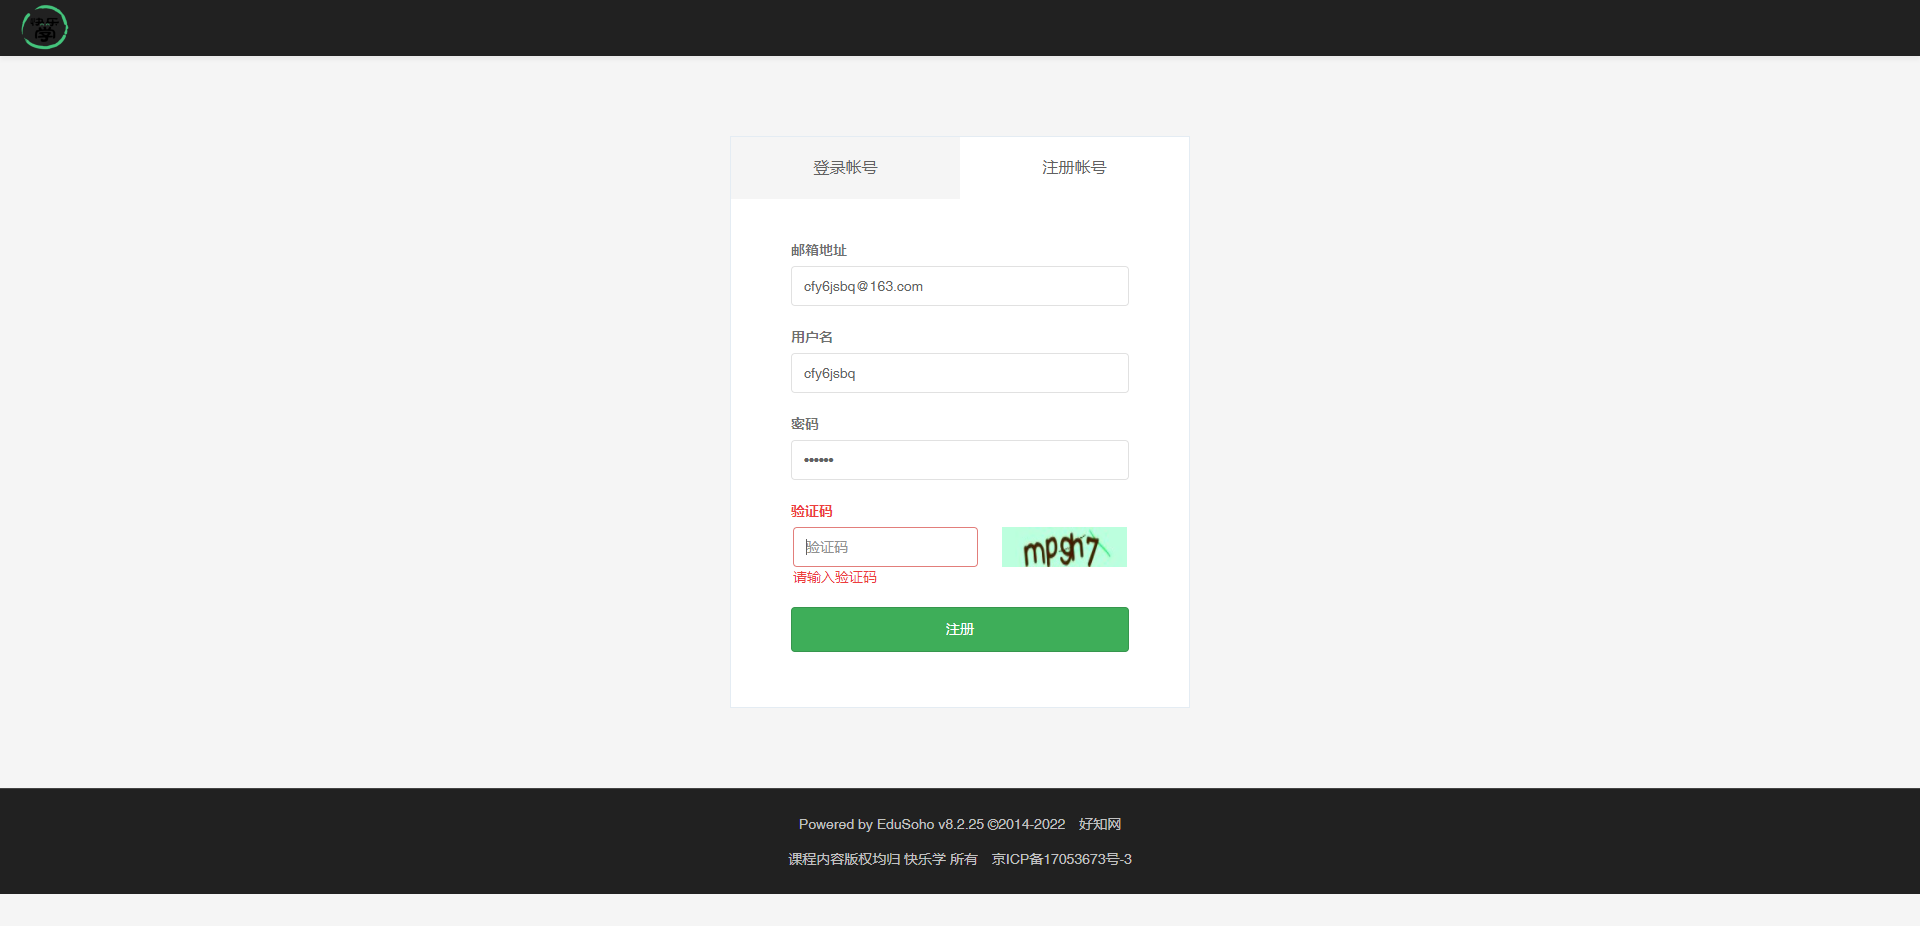 快乐
學
登录帐号
注册帐号
邮箱地址
cfy6jsbq@163.com
用户名
cfy6jsbq
密码
••••••
验证码
验证码
mpgh7
请输入验证码
注册
Powered by EduSoho v8.2.25 ©2014-2022 好知网
课程内容版权均归 快乐学 所有 京ICP备17053673号-3